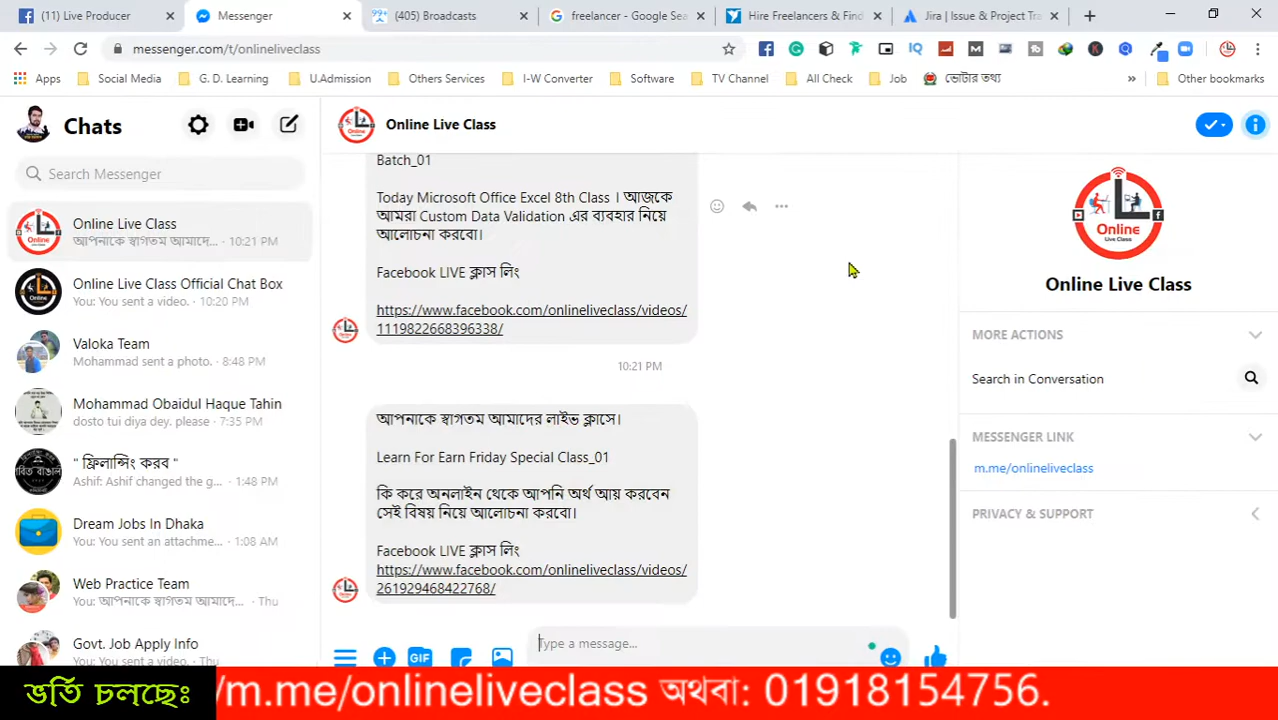 (11) Live Producer
Messenger
(405) Broadcasts
freelancer - Google Sea
Hire Freelancers & Find
Jira | Issue & Project Tra
messenger.com/t/onlineliveclass
Apps
Social Media
G. D. Learning
U.Admission
Others Services
I-W Converter
Software
TV Channel
All Check
Job
ভোটার তথ্য
Other bookmarks
Chats
Search Messenger
Online Live Class
আপনাকে স্বাগতম আমাদে... 10:21 PM
Online Live Class Official Chat Box
You: You sent a video. 10:20 PM
Valoka Team
Mohammad sent a photo. 8:48 PM
Mohammad Obaidul Haque Tahin
dosto tui diya dey. please 7:35 PM
" ফ্রিলান্সিং করব "
Ashif: Ashif changed the g... 1:48 PM
Dream Jobs In Dhaka
You: You sent an attachme... 1:08 AM
Web Practice Team
You: আপনাকে স্বাগতম আমাদে... Thu
Govt. Job Apply Info
You: You sent a video. Thu
Online Live Class
Batch_01
Today Microsoft Office Excel 8th Class । আজকে
আমরা Custom Data Validation এর ব্যবহার নিয়ে
আলোচনা করবো।
Facebook LIVE ক্লাস লিং
https://www.facebook.com/onlineliveclass/videos/
1119822668396338/
10:21 PM
আপনাকে স্বাগতম আমাদের লাইভ ক্লাসে।
Learn For Earn Friday Special Class_01
কি করে অনলাইন থেকে আপনি অর্থ আয় করবেন
সেই বিষয় নিয়ে আলোচনা করবো।
Facebook LIVE ক্লাস লিং
https://www.facebook.com/onlineliveclass/videos/
261929468422768/
Type a message...
GIF
Online
Live Class
Online Live Class
MORE ACTIONS
Search in Conversation
MESSENGER LINK
m.me/onlineliveclass
PRIVACY & SUPPORT
ভর্তি চলছেঃ
/m.me/onlineliveclass অথবা: 01918154756.